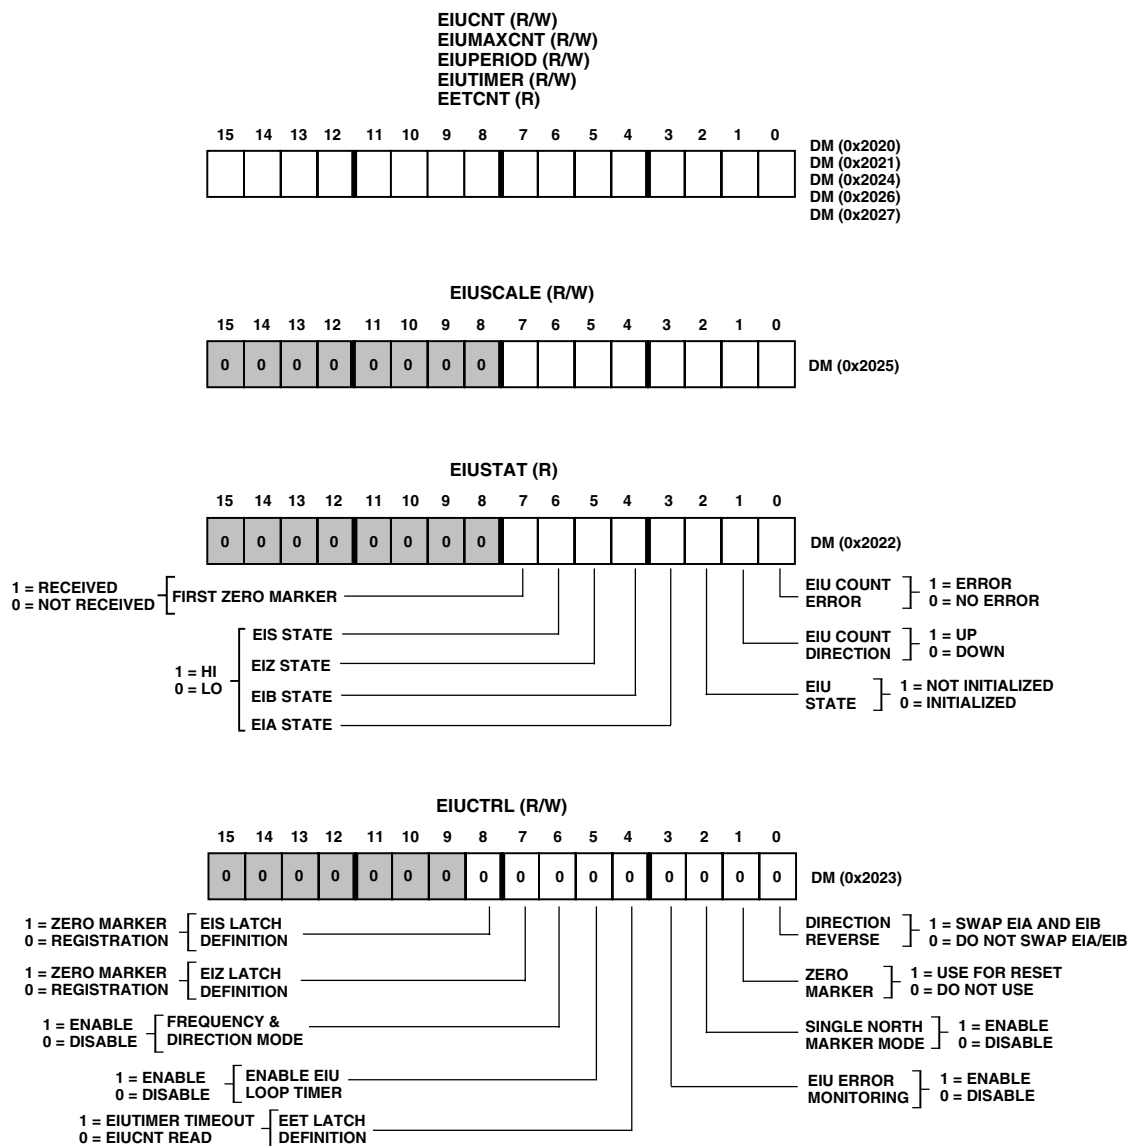 EIUCNT (R/W)
EIUMAXCNT (R/W)
EIUPERIOD (R/W)
EIUTIMER (R/W)
EETCNT (R)
15 14 13 12 11 10 9 8 7 6 5 4 3 2 1 0
DM (0x2020)
DM (0x2021)
DM (0x2024)
DM (0x2026)
DM (0x2027)
EIUSCALE (R/W)
15 14 13 12 11 10 9 8 7 6 5 4 3 2 1 0
0 0 0 0 0 0 0 0
DM (0x2025)
EIUSTAT (R)
15 14 13 12 11 10 9 8 7 6 5 4 3 2 1 0
0 0 0 0 0 0 0 0
DM (0x2022)
1 = RECEIVED
0 = NOT RECEIVED
FIRST ZERO MARKER
EIS STATE
EIZ STATE
1 = HI
0 = LO
EIB STATE
EIA STATE
EIU COUNT
ERROR
1 = ERROR
0 = NO ERROR
EIU COUNT
DIRECTION
1 = UP
0 = DOWN
EIU
STATE
1 = NOT INITIALIZED
0 = INITIALIZED
EIUCTRL (R/W)
15 14 13 12 11 10 9 8 7 6 5 4 3 2 1 0
0 0 0 0 0 0 0 0 0 0 0 0 0 0 0 0
DM (0x2023)
1 = ZERO MARKER
0 = REGISTRATION
EIS LATCH
DEFINITION
1 = ZERO MARKER
0 = REGISTRATION
EIZ LATCH
DEFINITION
1 = ENABLE
0 = DISABLE
FREQUENCY &
DIRECTION MODE
1 = ENABLE
0 = DISABLE
ENABLE EIU
LOOP TIMER
1 = EIUTIMER TIMEOUT
0 = EIUCNT READ
EET LATCH
DEFINITION
DIRECTION
REVERSE
1 = SWAP EIA AND EIB
0 = DO NOT SWAP EIA/EIB
ZERO
MARKER
1 = USE FOR RESET
0 = DO NOT USE
SINGLE NORTH
MARKER MODE
1 = ENABLE
0 = DISABLE
EIU ERROR
MONITORING
1 = ENABLE
0 = DISABLE